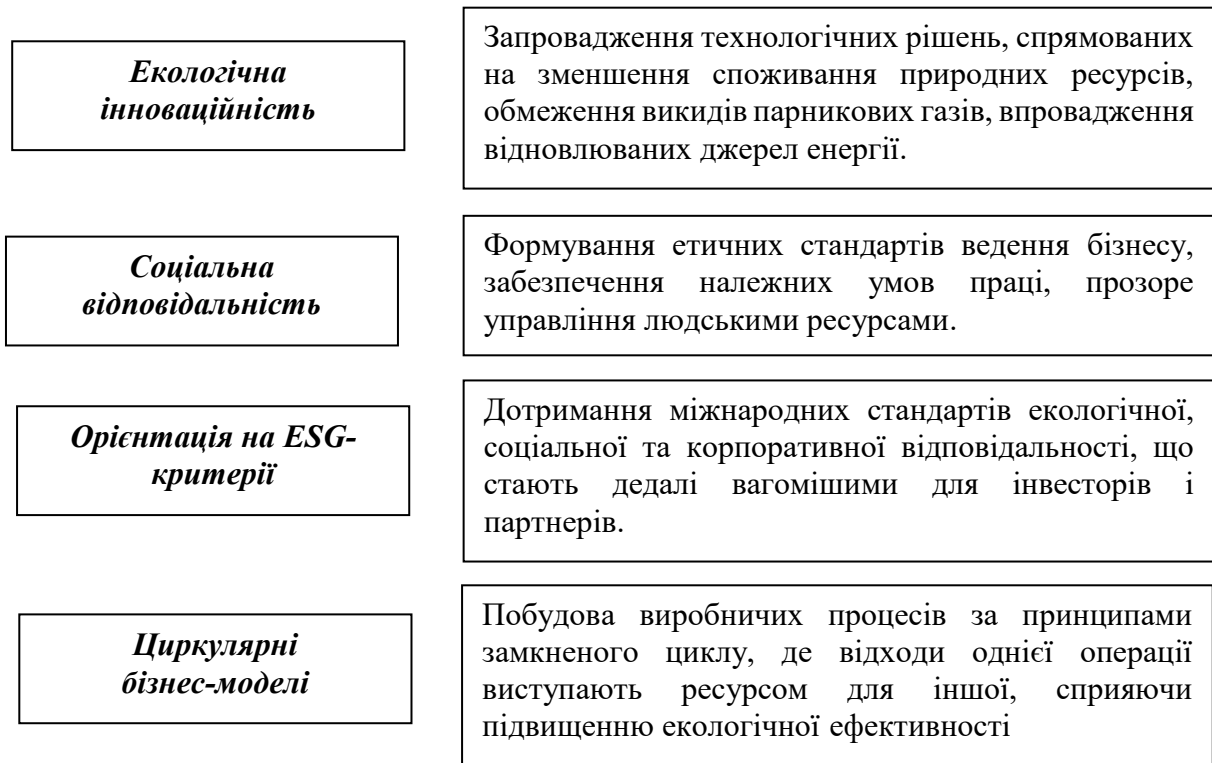 Екологічна
інноваційність
Запровадження технологічних рішень, спрямованих
на зменшення споживання природних ресурсів,
обмеження викидів парникових газів, впровадження
відновлюваних джерел енергії.
Соціальна
відповідальність
Формування етичних стандартів ведення бізнесу,
забезпечення належних умов праці, прозоре
управління людськими ресурсами.
Орієнтація на ESG-
критерії
Дотримання міжнародних стандартів екологічної,
соціальної та корпоративної відповідальності, що
стають дедалі вагомішими для інвесторів і
партнерів.
Циркулярні
бізнес-моделі
Побудова виробничих процесів за принципами
замкненого циклу, де відходи однієї операції
виступають ресурсом для іншої, сприяючи
підвищенню екологічної ефективності